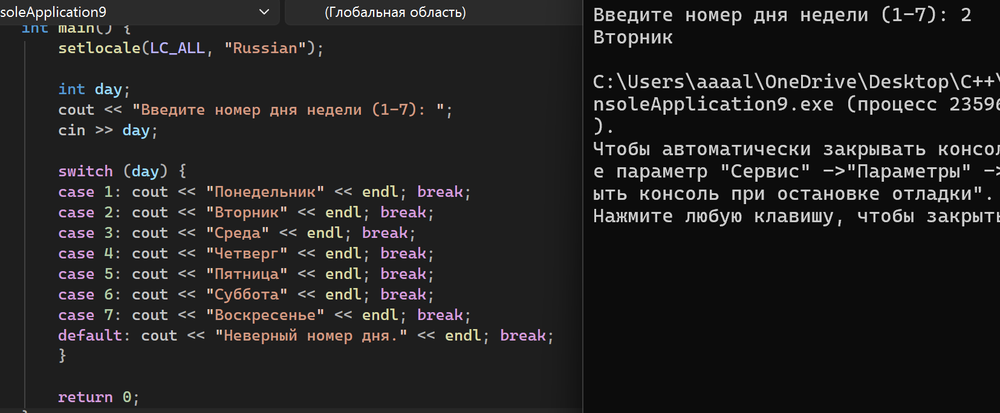 soleApplication9
(Глобальная область)
int main() {
setlocale(LC_ALL, "Russian");
int day;
cout << "Введите номер дня недели (1-7): ";
cin >> day;
switch (day) {
case 1: cout << "Понедельник" << endl; break;
case 2: cout << "Вторник" << endl; break;
case 3: cout << "Среда" << endl; break;
case 4: cout << "Четверг" << endl; break;
case 5: cout << "Пятница" << endl; break;
case 6: cout << "Суббота" << endl; break;
case 7: cout << "Воскресенье" << endl; break;
default: cout << "Неверный номер дня." << endl; break;
}
return 0;
Введите номер дня недели (1-7): 2
Вторник
C:\Users\aaaal\OneDrive\Desktop\C++\
nsoleApplication9.exe (процесс 23596
).
Чтобы автоматически закрывать консол
е параметр "Сервис" ->"Параметры" ->
ыть консоль при остановке отладки".
Нажмите любую клавишу, чтобы закрыть